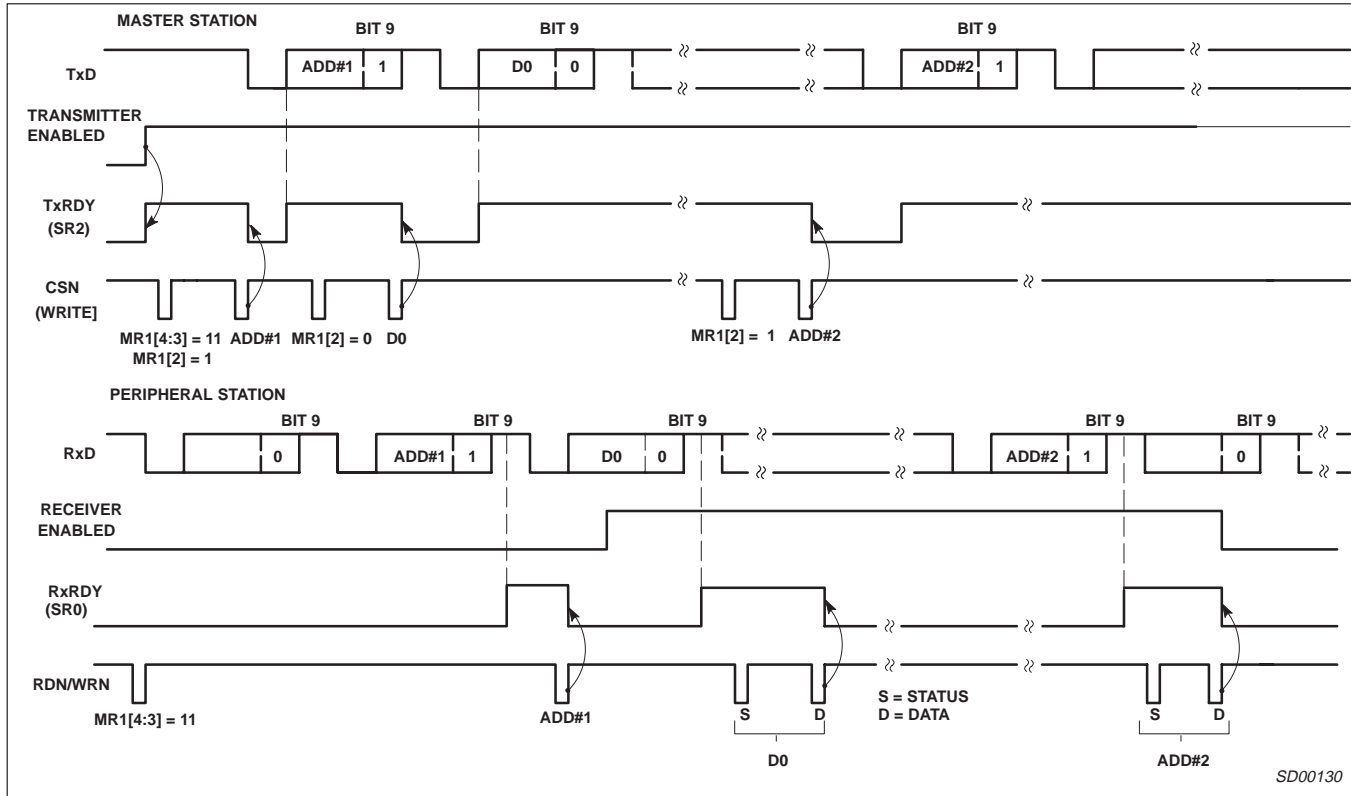 MASTER STATION
BIT 9 BIT 9 BIT 9
TxD ADD#1 1 D0 0 ADD#2 1
TRANSMITTER
ENABLED
TxRDY
(SR2)
CSN
(WRITE]
MR1[4:3] = 11 ADD#1 MR1[2] = 0 D0 MR1[2] = 1 ADD#2
MR1[2] = 1
PERIPHERAL STATION
BIT 9 BIT 9 BIT 9 BIT 9 BIT 9
RxD 0 ADD#1 1 D0 0 ADD#2 1 0
RECEIVER
ENABLED
RxRDY
(SR0)
RDN/WRN
MR1[4:3] = 11 ADD#1 S D S = STATUS S D
D = DATA
D0 ADD#2
SD00130